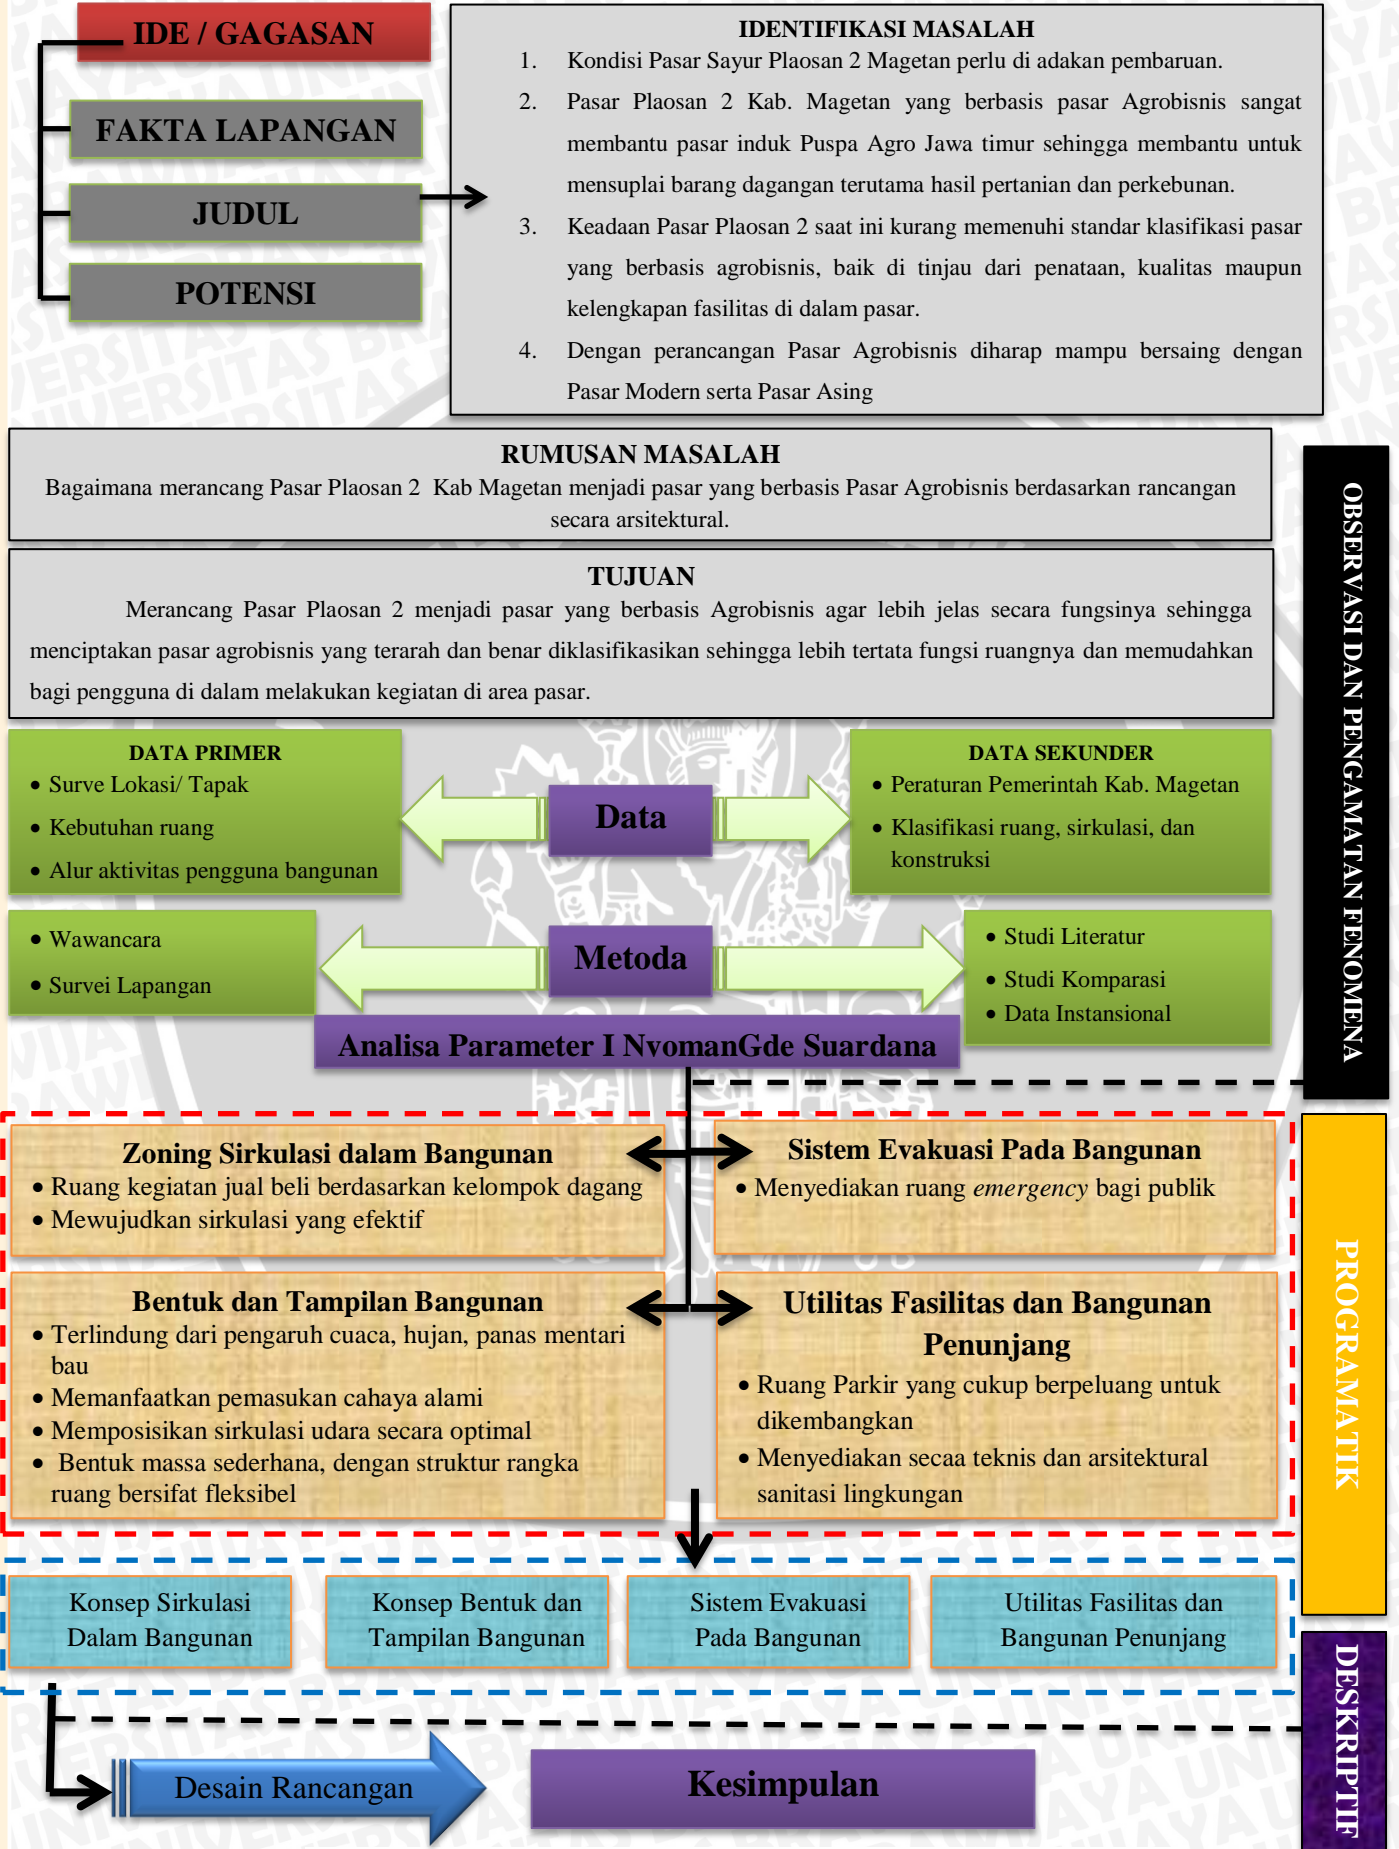 IDE / GAGASAN
FAKTA LAPANGAN
JUDUL
POTENSI
IDENTIFIKASI MASALAH
1. Kondisi Pasar Sayur Plaosan 2 Magetan perlu di adakan pembaruan.
2. Pasar Plaosan 2 Kab. Magetan yang berbasis pasar Agrobisnis sangat
membantu pasar induk Puspa Agro Jawa timur sehingga membantu untuk
mensuplai barang dagangan terutama hasil pertanian dan perkebunan.
3. Keadaan Pasar Plaosan 2 saat ini kurang memenuhi standar klasifikasi pasar
yang berbasis agrobisnis, baik di tinjau dari penataan, kualitas maupun
kelengkapan fasilitas di dalam pasar.
4. Dengan perancangan Pasar Agrobisnis diharap mampu bersaing dengan
Pasar Modern serta Pasar Asing
RUMUSAN MASALAH
Bagaimana merancang Pasar Plaosan 2 Kab Magetan menjadi pasar yang berbasis Pasar Agrobisnis berdasarkan rancangan
secara arsitektural.
TUJUAN
Merancang Pasar Plaosan 2 menjadi pasar yang berbasis Agrobisnis agar lebih jelas secara fungsinya sehingga
menciptakan pasar agrobisnis yang terarah dan benar diklasifikasikan sehingga lebih tertata fungsi ruangnya dan memudahkan
bagi pengguna di dalam melakukan kegiatan di area pasar.
DATA PRIMER
• Surve Lokasi/ Tapak
• Kebutuhan ruang
• Alur aktivitas pengguna bangunan
Data
DATA SEKUNDER
• Peraturan Pemerintah Kab. Magetan
• Klasifikasi ruang, sirkulasi, dan
konstruksi
• Wawancara
• Survei Lapangan
Metoda
• Studi Literatur
• Studi Komparasi
• Data Instansional
Analisa Parameter I NvomanGde Suardana
OBSERVASI DAN PENGAMATAN FENOMENA
Zoning Sirkulasi dalam Bangunan
• Ruang kegiatan jual beli berdasarkan kelompok dagang
• Mewujudkan sirkulasi yang efektif
Sistem Evakuasi Pada Bangunan
• Menyediakan ruang emergency bagi publik
Bentuk dan Tampilan Bangunan
• Terlindung dari pengaruh cuaca, hujan, panas mentari
bau
• Memanfaatkan pemasukan cahaya alami
• Memposisikan sirkulasi udara secara optimal
• Bentuk massa sederhana, dengan struktur rangka
ruang bersifat fleksibel
Utilitas Fasilitas dan Bangunan
Penunjang
• Ruang Parkir yang cukup berpeluang untuk
dikembangkan
• Menyediakan secaa teknis dan arsitektural
sanitasi lingkungan
PROGRAMATIK
Konsep Sirkulasi
Dalam Bangunan
Konsep Bentuk dan
Tampilan Bangunan
Sistem Evakuasi
Pada Bangunan
Utilitas Fasilitas dan
Bangunan Penunjang
DESKRIPTIF
Desain Rancangan
Kesimpulan